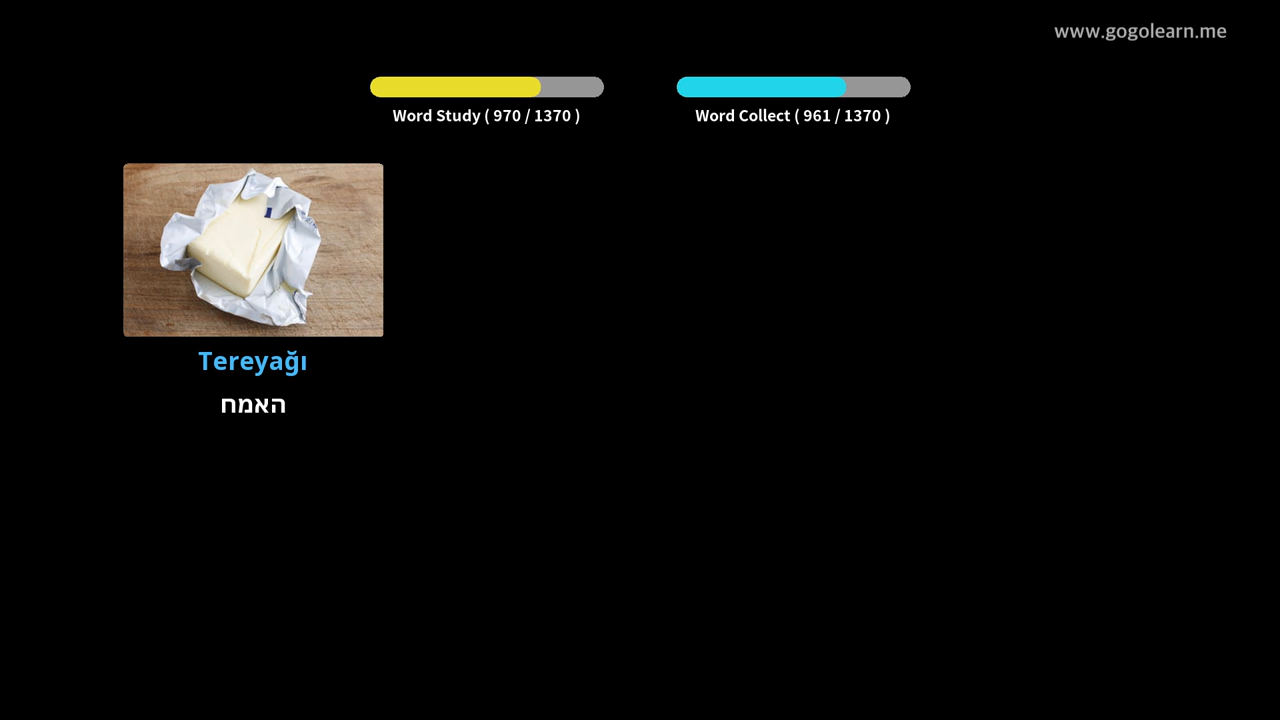 www.gogolearn.me
Word Study ( 970 / 1370 )
Word Collect ( 961 / 1370 )
Tereyağı
האמח